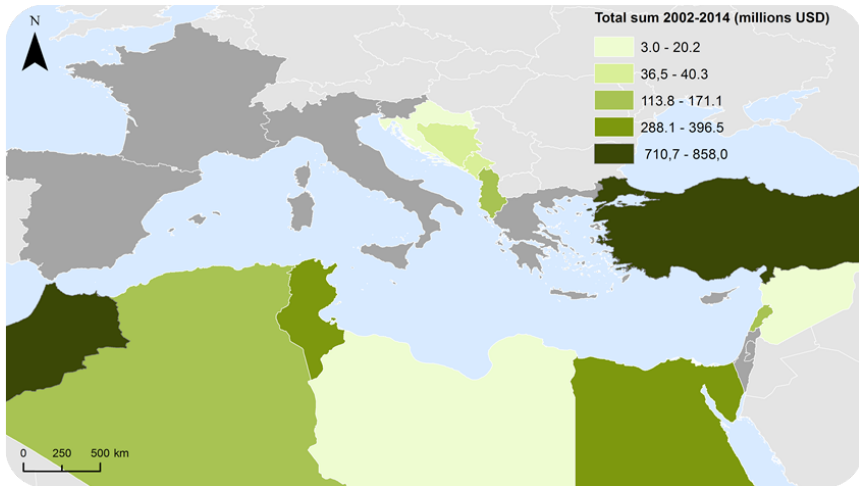 N
Total sum 2002-2014 (millions USD)
3.0 - 20.2
36,5 - 40.3
113.8 - 171.1
288.1 - 396.5
710,7 - 858,0
0 250 500 km